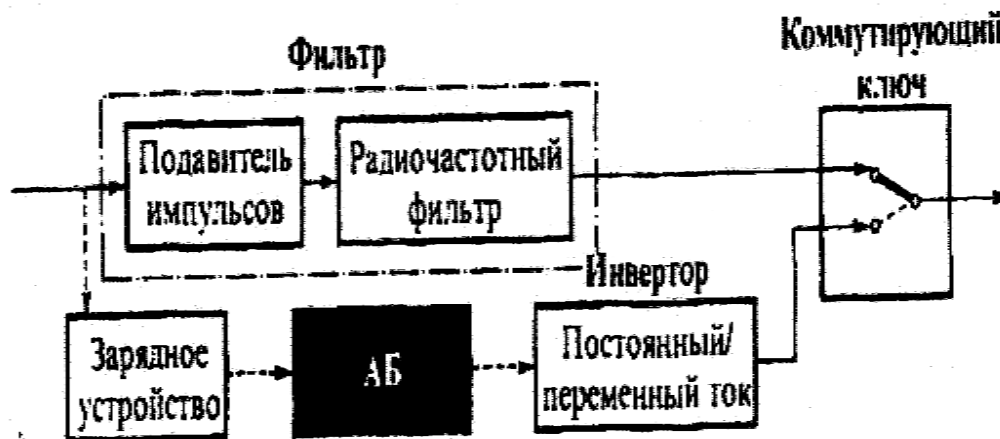 Фильтр
Коммутирующий
ключ
Подавитель
импульсов
Радиочастотный
фильтр
Инвертор
Зарядное
устройство
АБ
Постоянный/
переменный ток